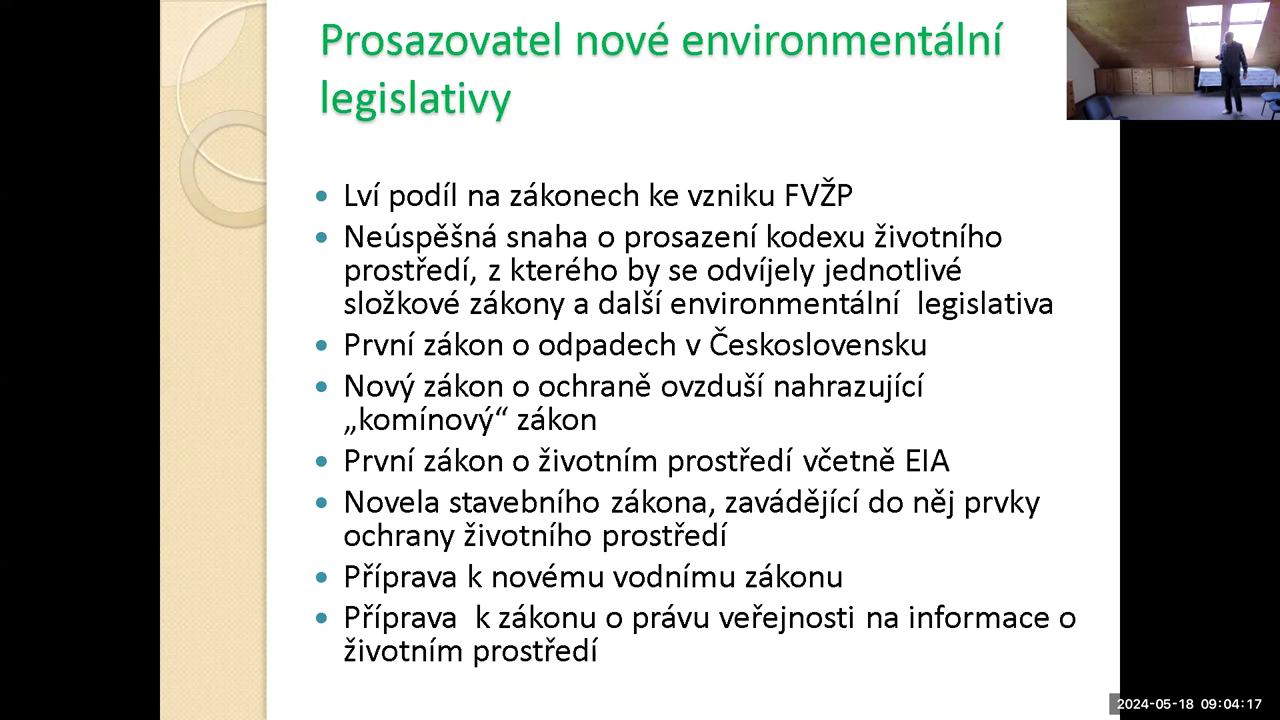 Prosazovatel nové environmentální
legislativy
• Lví podíl na zákonech ke vzniku FVŽP
• Neúspěšná snaha o prosazení kodexu životního
prostředí, z kterého by se odvíjely jednotlivé
složkové zákony a další environmentální  legislativa
• První zákon o odpadech v Československu
• Nový zákon o ochraně ovzduší nahrazující
„komínový“ zákon
• První zákon o životním prostředí včetně EIA
• Novela stavebního zákona, zavádějící do něj prvky
ochrany životního prostředí
• Příprava k novému vodnímu zákonu
• Příprava  k zákonu o právu veřejnosti na informace o
životním prostředí
2024-05-18 09:04:17